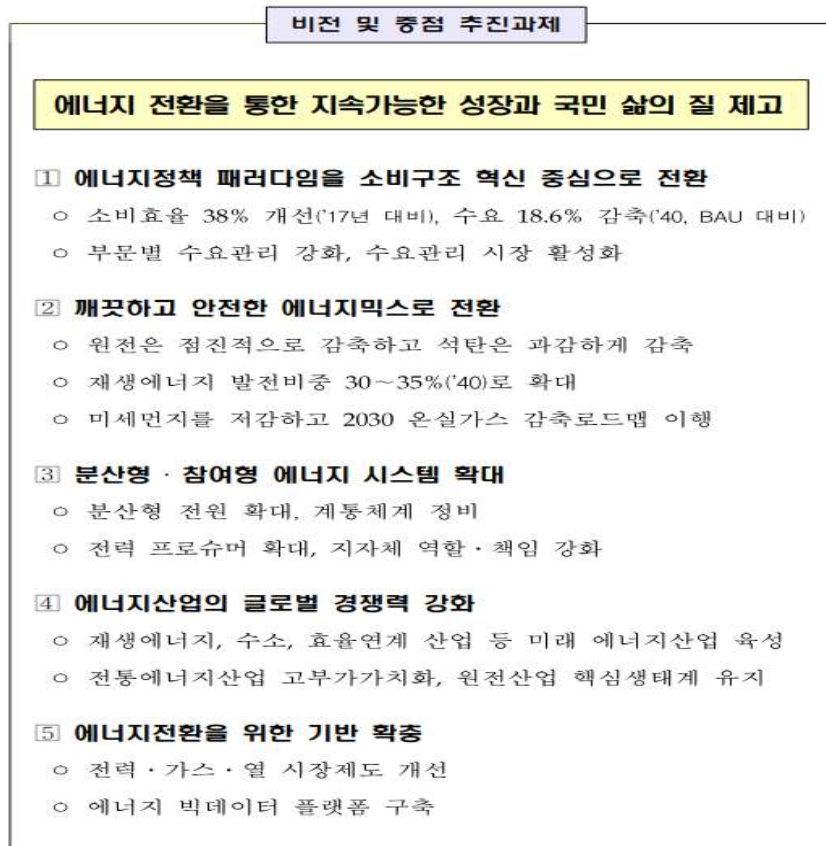 비전 및 중점 추진과제
에너지 전환을 통한 지속가능한 성장과 국민 삶의 질 제고
1 에너지정책 패러다임을 소비구조 혁신 중심으로 전환
ㅇ 소비효율 38% 개선('17년 대비), 수요 18.6% 감축('40, BAU 대비)
ㅇ 부문별 수요관리 강화, 수요관리 시장 활성화
2 깨끗하고 안전한 에너지믹스로 전환
ㅇ 원전은 점진적으로 감축하고 석탄은 과감하게 감축
ㅇ 재생에너지 발전비중 30~35%('40)로 확대
ㅇ 미세먼지를 저감하고 2030 온실가스 감축로드맵 이행
3 분산형·참여형 에너지 시스템 확대
ㅇ 분산형 전원 확대, 계통체계 정비
ㅇ 전력 프로슈머 확대, 지자체 역할·책임 강화
4 에너지산업의 글로벌 경쟁력 강화
ㅇ 재생에너지, 수소, 효율연계 산업 등 미래 에너지산업 육성
ㅇ 전통에너지산업 고부가가치화, 원전산업 핵심생태계 유지
5 에너지전환을 위한 기반 확충
ㅇ 전력·가스·열 시장제도 개선
ㅇ 에너지 빅데이터 플랫폼 구축